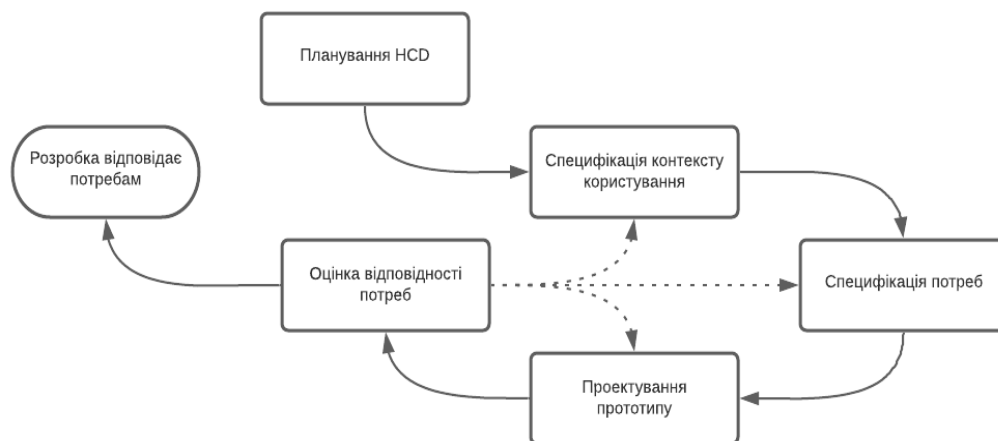 Планування HCD
Розробка відповідає
потребам
Специфікація контексту
користування
Оцінка відповідності
потреб
Специфікація потреб
Проектування
прототипу